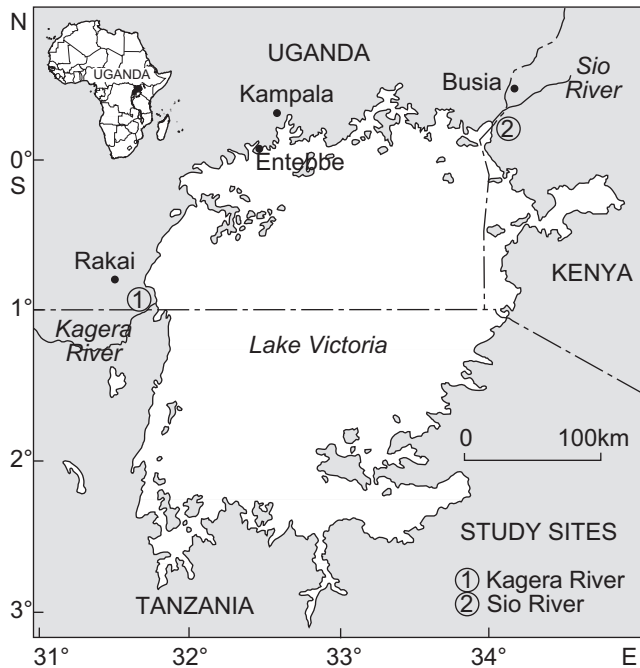 N
UGANDA
UGANDA
Busia
Sio
River
Kampala
2
0°
S
Entebbe
Rakai
KENYA
1
1°
Kagera
River
Lake Victoria
0 100km
2°
STUDY SITES
1 Kagera River
2 Sio River
TANZANIA
3°
31° 32° 33° 34° E